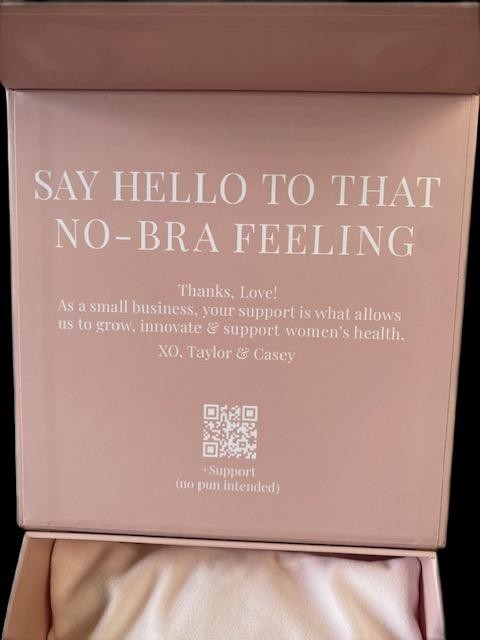 SAY HELLO TO THAT
NO-BRA FEELING
Thanks, Love!
As a small business, your support is what allows
us to grow, innovate & support women's health.
XO, Taylor & Casey
+Support
(no pun intended)